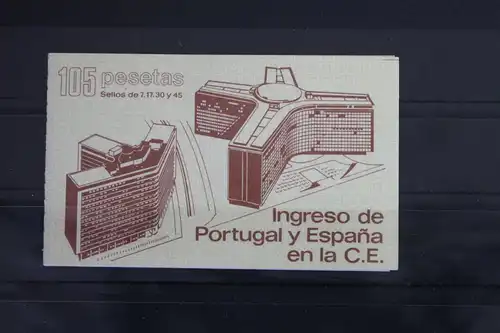 105 pesetas
Sellos de 7, 17, 30 y 45
Ingreso de
Portugal y España
en la C.E.